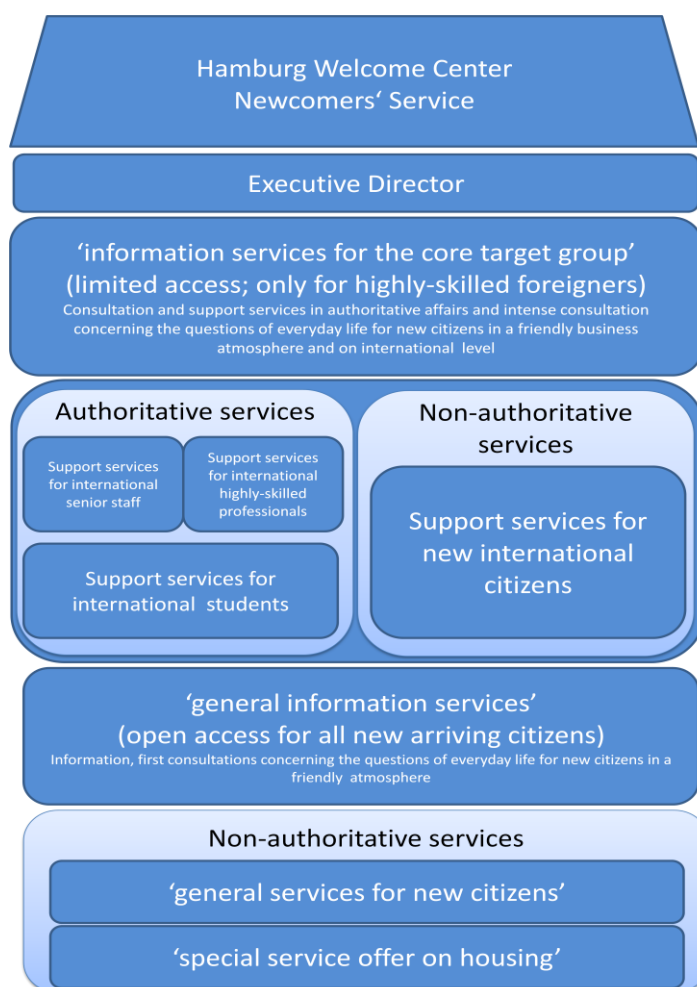 Hamburg Welcome Center
Newcomers‘ Service
Executive Director
‘information services for the core target group’
(limited access; only for highly-skilled foreigners)
Consultation and support services in authoritative affairs and intense consultation
concerning the questions of everyday life for new citizens in a friendly business
atmosphere and on international level
Authoritative services
Support services
for international
senior staff
Support services
for international
highly-skilled
professionals
Support services for
international students
Non-authoritative
services
Support services for
new international
citizens
‘general information services’
(open access for all new arriving citizens)
Information, first consultations concerning the questions of everyday life for new citizens in a
friendly atmosphere
Non-authoritative services
‘general services for new citizens’
‘special service offer on housing’